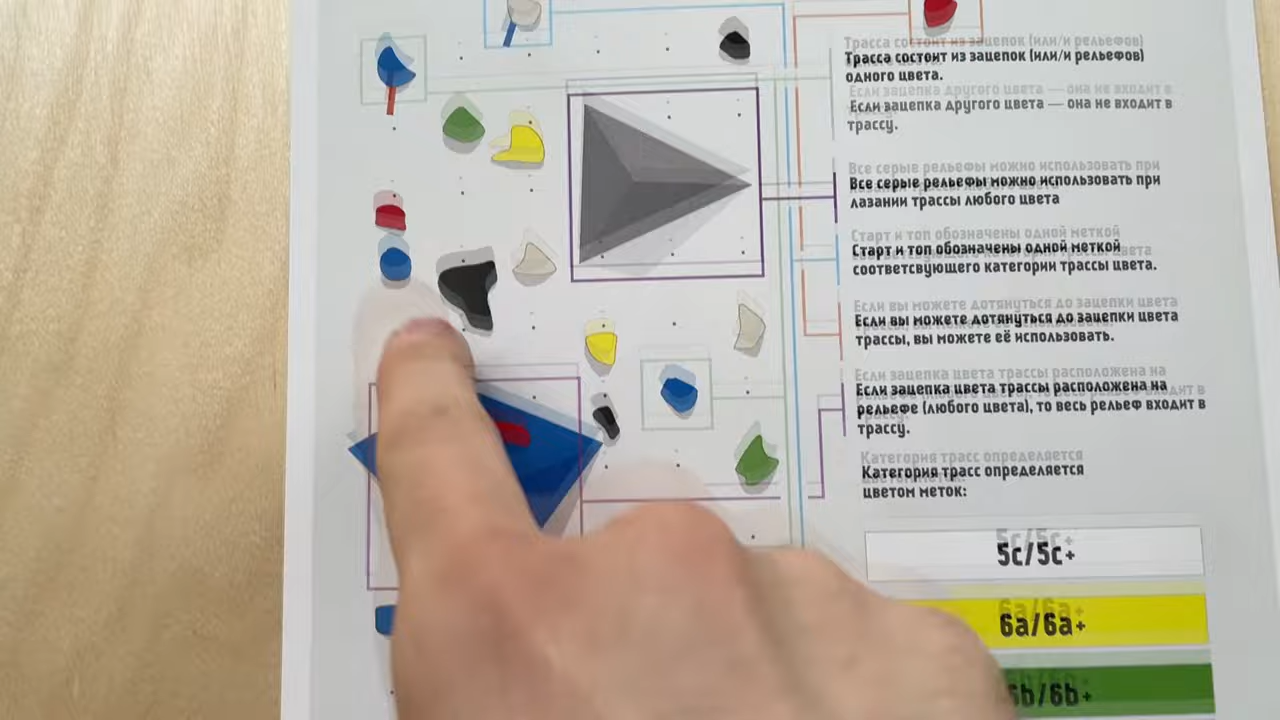 Трасса состоит из зацепок (или/и рельефов)
одного цвета.
Если зацепка другого цвета — она не входит в
трассу.
Все серые рельефы можно использовать при
лазании трассы любого цвета
Старт и топ обозначены одной меткой
соответсвующего категории трассы цвета.
Если вы можете дотянуться до зацепки цвета
трассы, вы можете её использовать.
Если зацепка цвета трассы расположена на
рельефе (любого цвета), то весь рельеф входит в
трассу.
Категория трасс определяется
цветом меток:
5c/5c+
6a/6a+
6b/6b+